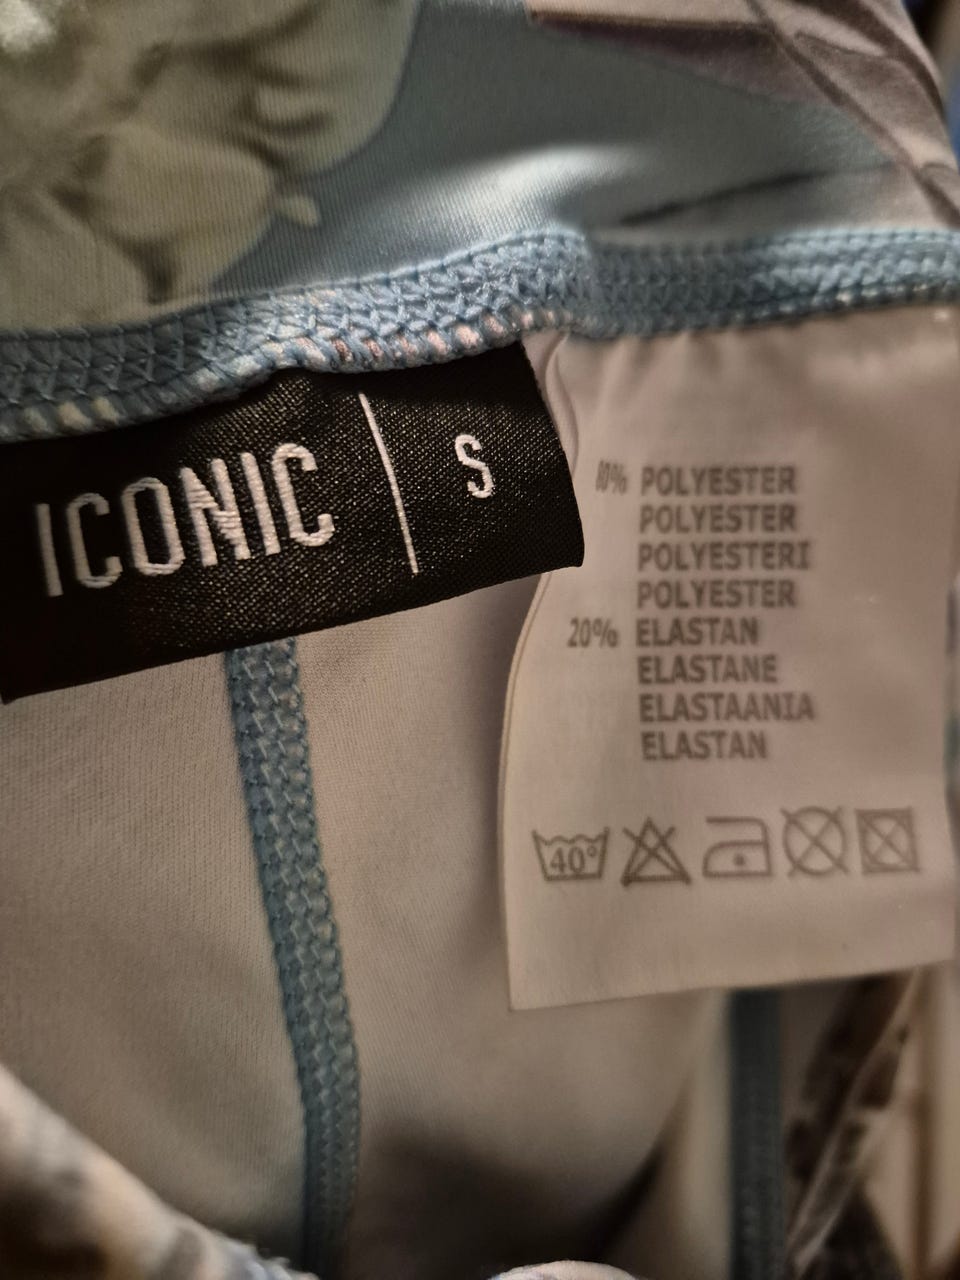 ICONIC | S
80% POLYESTER
POLYESTER
POLYESTERI
POLYESTER
20% ELASTAN
ELASTANE
ELASTAANIA
ELASTAN
40°